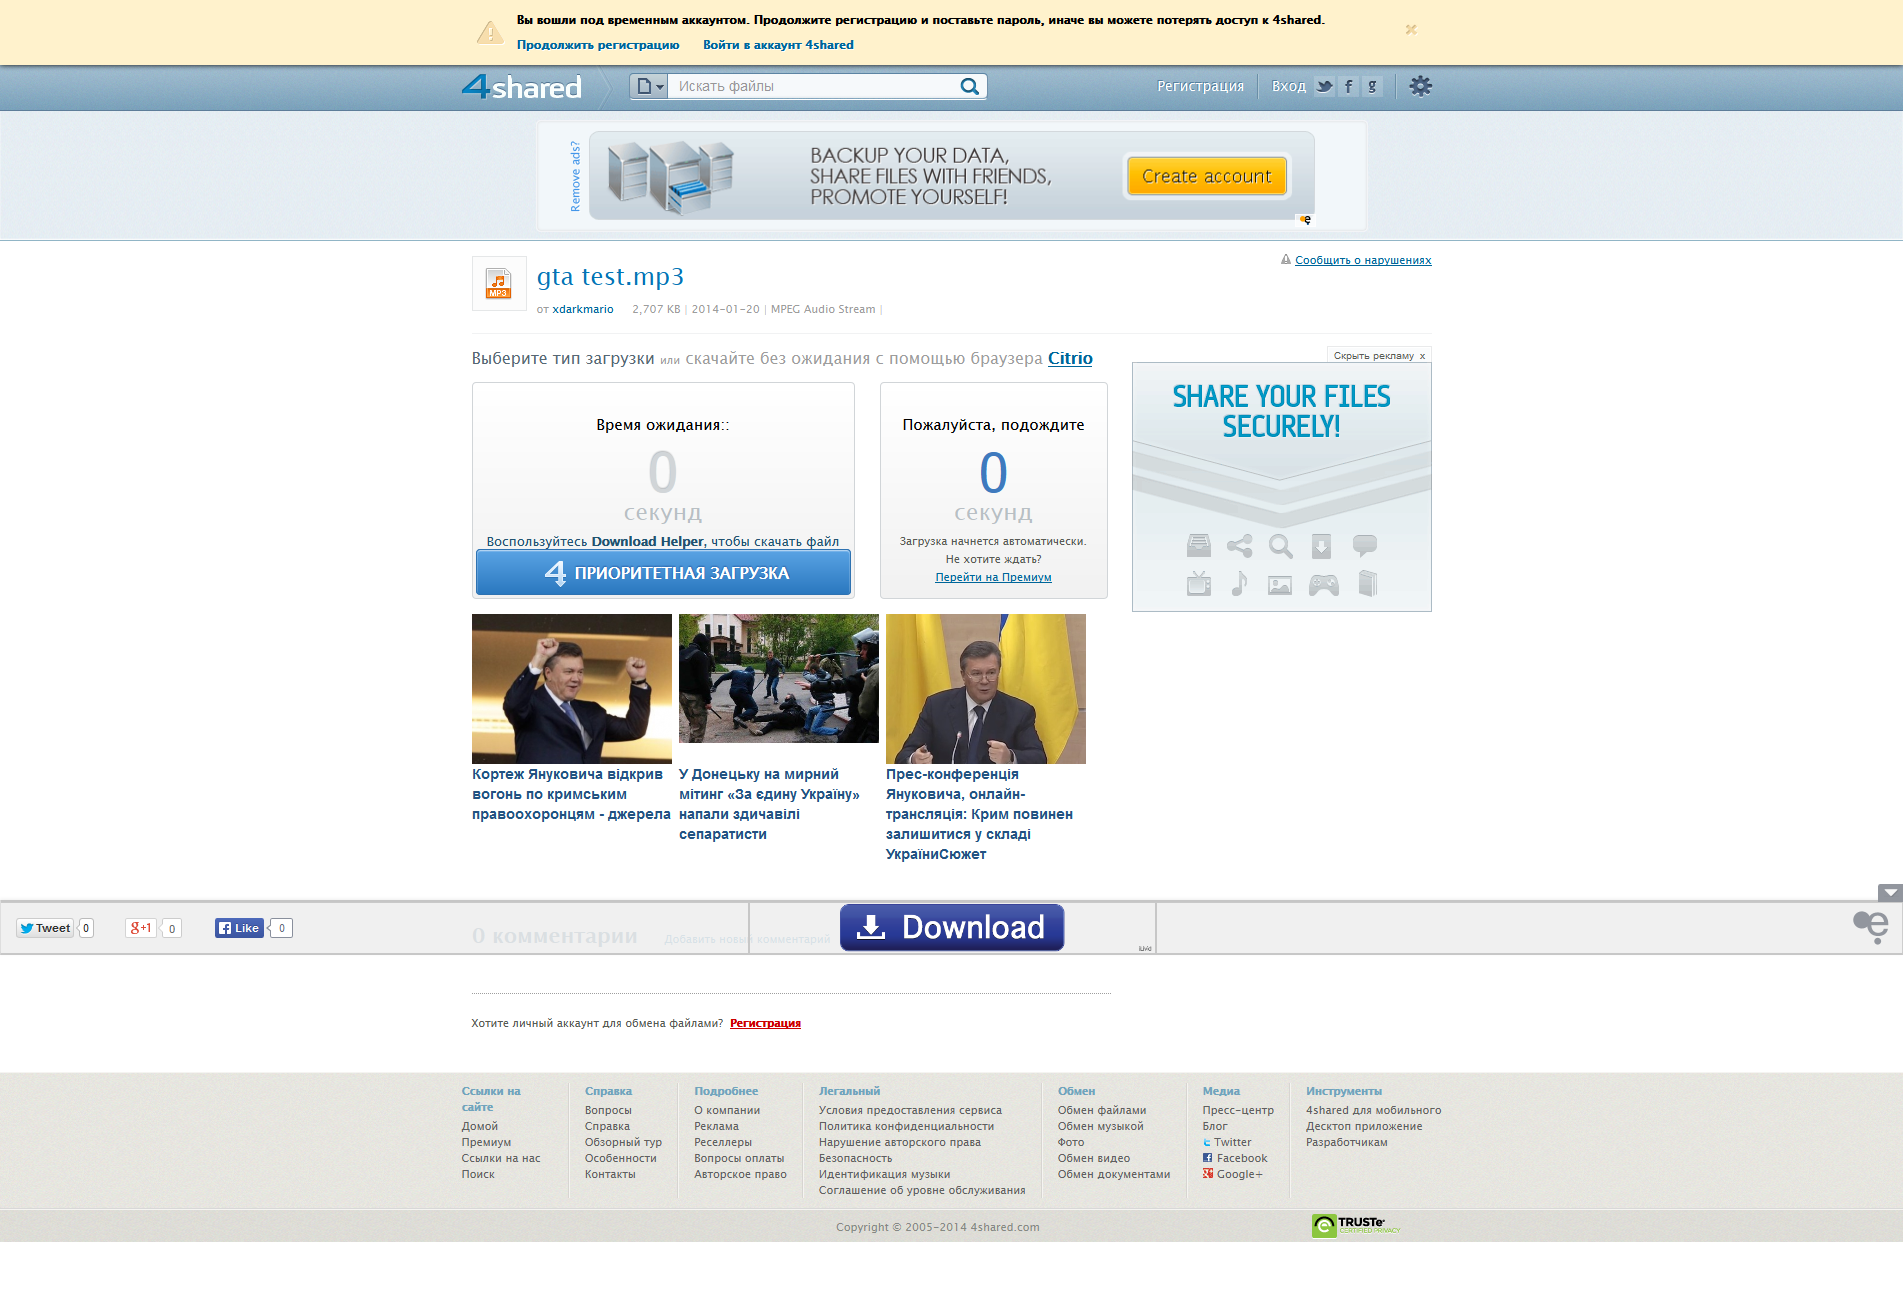 Вы вошли под временным аккаунтом. Продолжите регистрацию и поставьте пароль, иначе вы можете потерять доступ к 4shared.
Продолжить регистрацию Войти в аккаунт 4shared
4shared Искать файлы Регистрация Вход
Remove ads?
BACKUP YOUR DATA,
SHARE FILES WITH FRIENDS,
PROMOTE YOURSELF!
Create account
MP3
gta test.mp3
Сообщить о нарушениях
от xdarkmario 2,707 KB | 2014-01-20 | MPEG Audio Stream |
Выберите тип загрузки или скачайте без ожидания с помощью браузера Citrio
Скрыть рекламу x
Время ожидания::
0
секунд
Воспользуйтесь Download Helper, чтобы скачать файл
4 ПРИОРИТЕТНАЯ ЗАГРУЗКА
Пожалуйста, подождите
0
секунд
Загрузка начнется автоматически.
Не хотите ждать?
Перейти на Премиум
SHARE YOUR FILES
SECURELY!
Кортеж Януковича відкрив
вогонь по кримським
правоохоронцям - джерела
У Донецьку на мирний
мітинг «За єдину Україну»
напали здичавілі
сепаратисти
Прес-конференція
Януковича, онлайн-
трансляція: Крим повинен
залишитися у складі
УкраїниСюжет
Tweet 0 g+1 0 Like 0
0 комментарии Добавить новый комментарий
Download
Хотите личный аккаунт для обмена файлами? Регистрация
Ссылки на
сайте
Домой
Премиум
Ссылки на нас
Поиск
Справка
Вопросы
Справка
Обзорный тур
Особенности
Контакты
Подробнее
О компании
Реклама
Реселлеры
Вопросы оплаты
Авторское право
Легальный
Условия предоставления сервиса
Политика конфиденциальности
Нарушение авторского права
Безопасность
Идентификация музыки
Соглашение об уровне обслуживания
Обмен
Обмен файлами
Обмен музыкой
Фото
Обмен видео
Обмен документами
Медиа
Пресс-центр
Блог
Twitter
Facebook
Google+
Инструменты
4shared для мобильного
Десктоп приложение
Разработчикам
Copyright © 2005-2014 4shared.com
TRUSTe
CERTIFIED PRIVACY